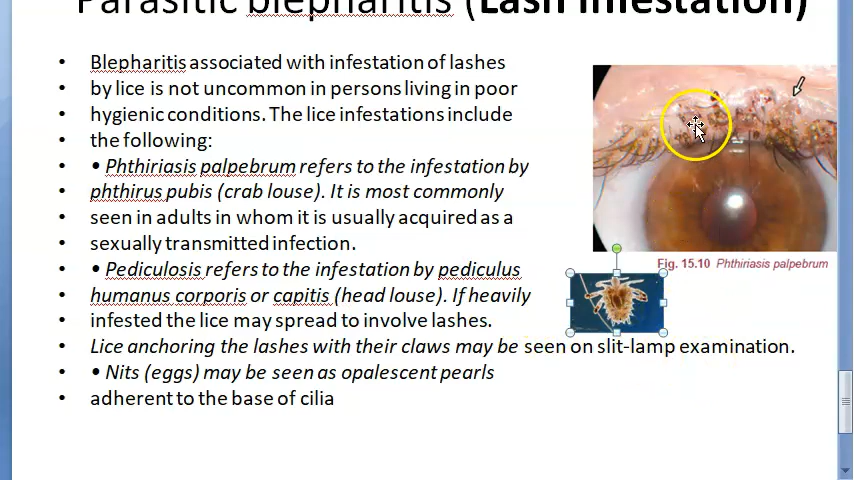 Parasitic blepharitis (Lash Infestation)
• Blepharitis associated with infestation of lashes
• by lice is not uncommon in persons living in poor
• hygienic conditions. The lice infestations include
• the following:
• • Phthiriasis palpebrum refers to the infestation by
• phthirus pubis (crab louse). It is most commonly
• seen in adults in whom it is usually acquired as a
• sexually transmitted infection.
• • Pediculosis refers to the infestation by pediculus
• humanus corporis or capitis (head louse). If heavily
• infested the lice may spread to involve lashes.
• Lice anchoring the lashes with their claws may be seen on slit-lamp examination.
• • Nits (eggs) may be seen as opalescent pearls
• adherent to the base of cilia
Fig. 15.10 Phthiriasis palpebrum